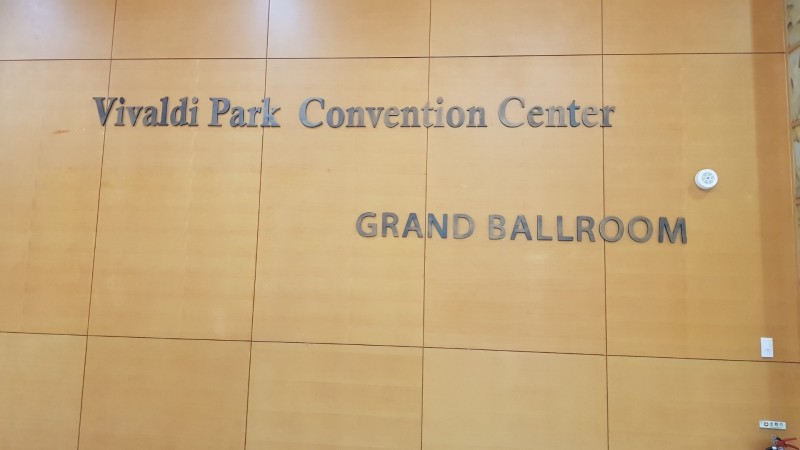 Vivaldi Park Convention Center
GRAND BALLROOM